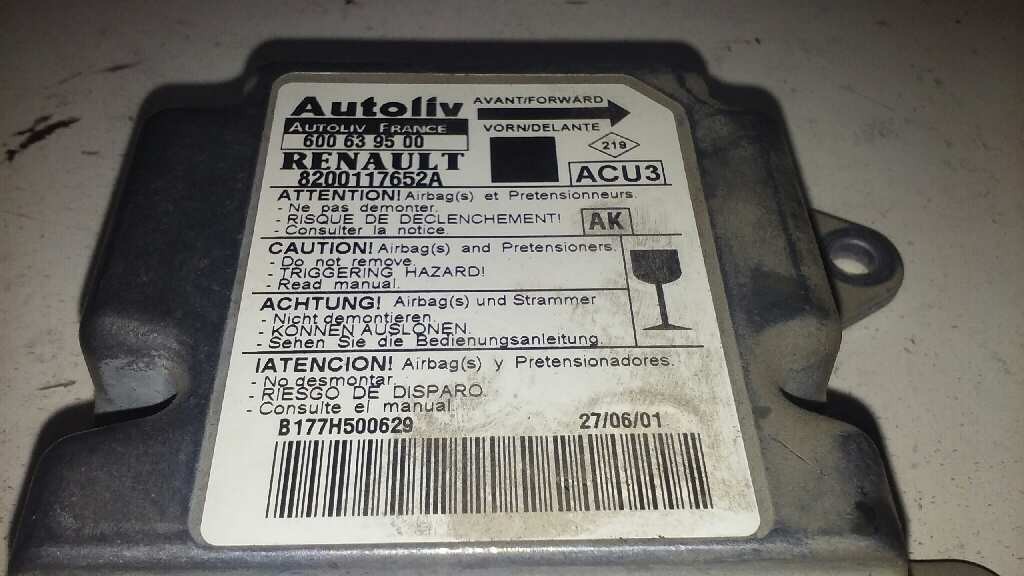 Autoliv
AVANT/FORWARD
AUTOLIV FRANCE
VORN/DELANTE
600 63 95 00
219
RENAULT
ACU3
8200117652A
ATTENTION! Airbag(s) et Pretensionneurs.
- Ne pas démonter.
- RISQUE DE DECLENCHEMENT!
- Consulter la notice.
AK
CAUTION! Airbag(s) and Pretensioners.
- Do not remove.
- TRIGGERING HAZARD!
- Read manual.
ACHTUNG! Airbag(s) und Strammer
- Nicht demontieren.
- KÖNNEN AUSLÖNEN.
- Sehen Sie die Bedienungsanleitung.
!ATENCION! Airbag(s) y Pretensionadores.
- No desmontar.
- RIESGO DE DISPARO.
- Consulte el manual.
B177H500629
27/06/01